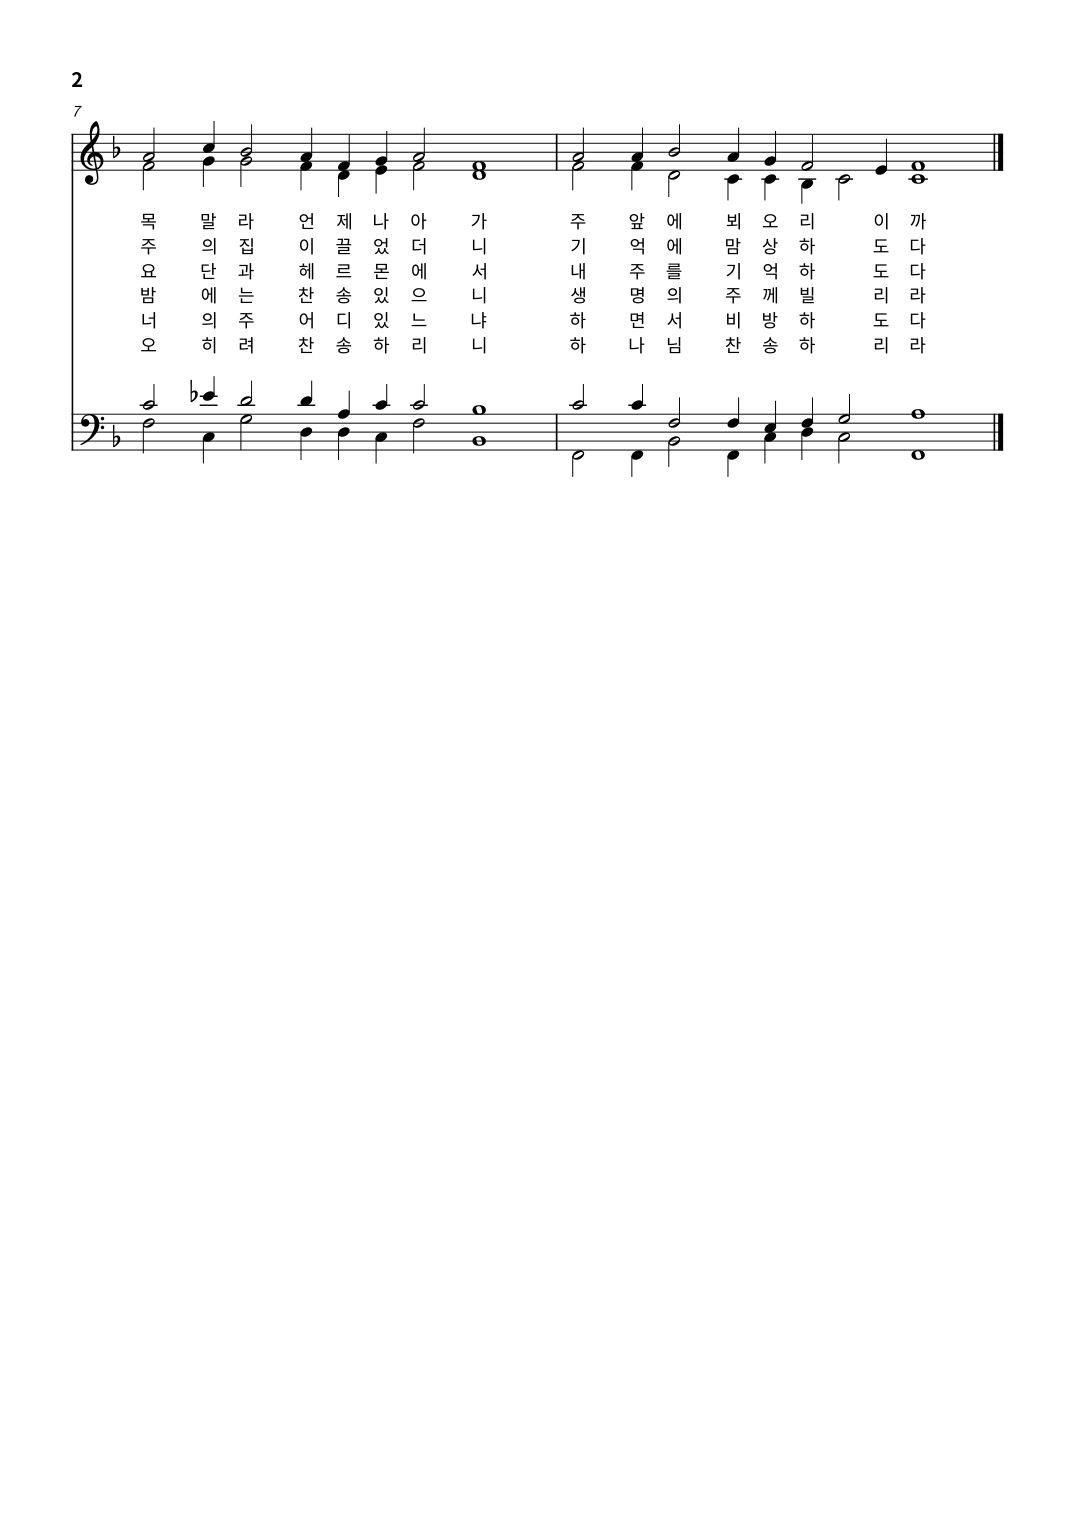 2
7
목 말 라 언 제 나 아 가 주 앞 에 뵈 오 리 이 까
주 의 집 이 끌 었 더 니 기 억 에 맘 상 하 도 다
요 단 과 헤 르 몬 에 서 내 주 를 기 억 하 도 다
밤 에 는 찬 송 있 으 니 생 명 의 주 께 빌 리 라
너 의 주 어 디 있 느 냐 하 면 서 비 방 하 도 다
오 히 려 찬 송 하 리 니 하 나 님 찬 송 하 리 라